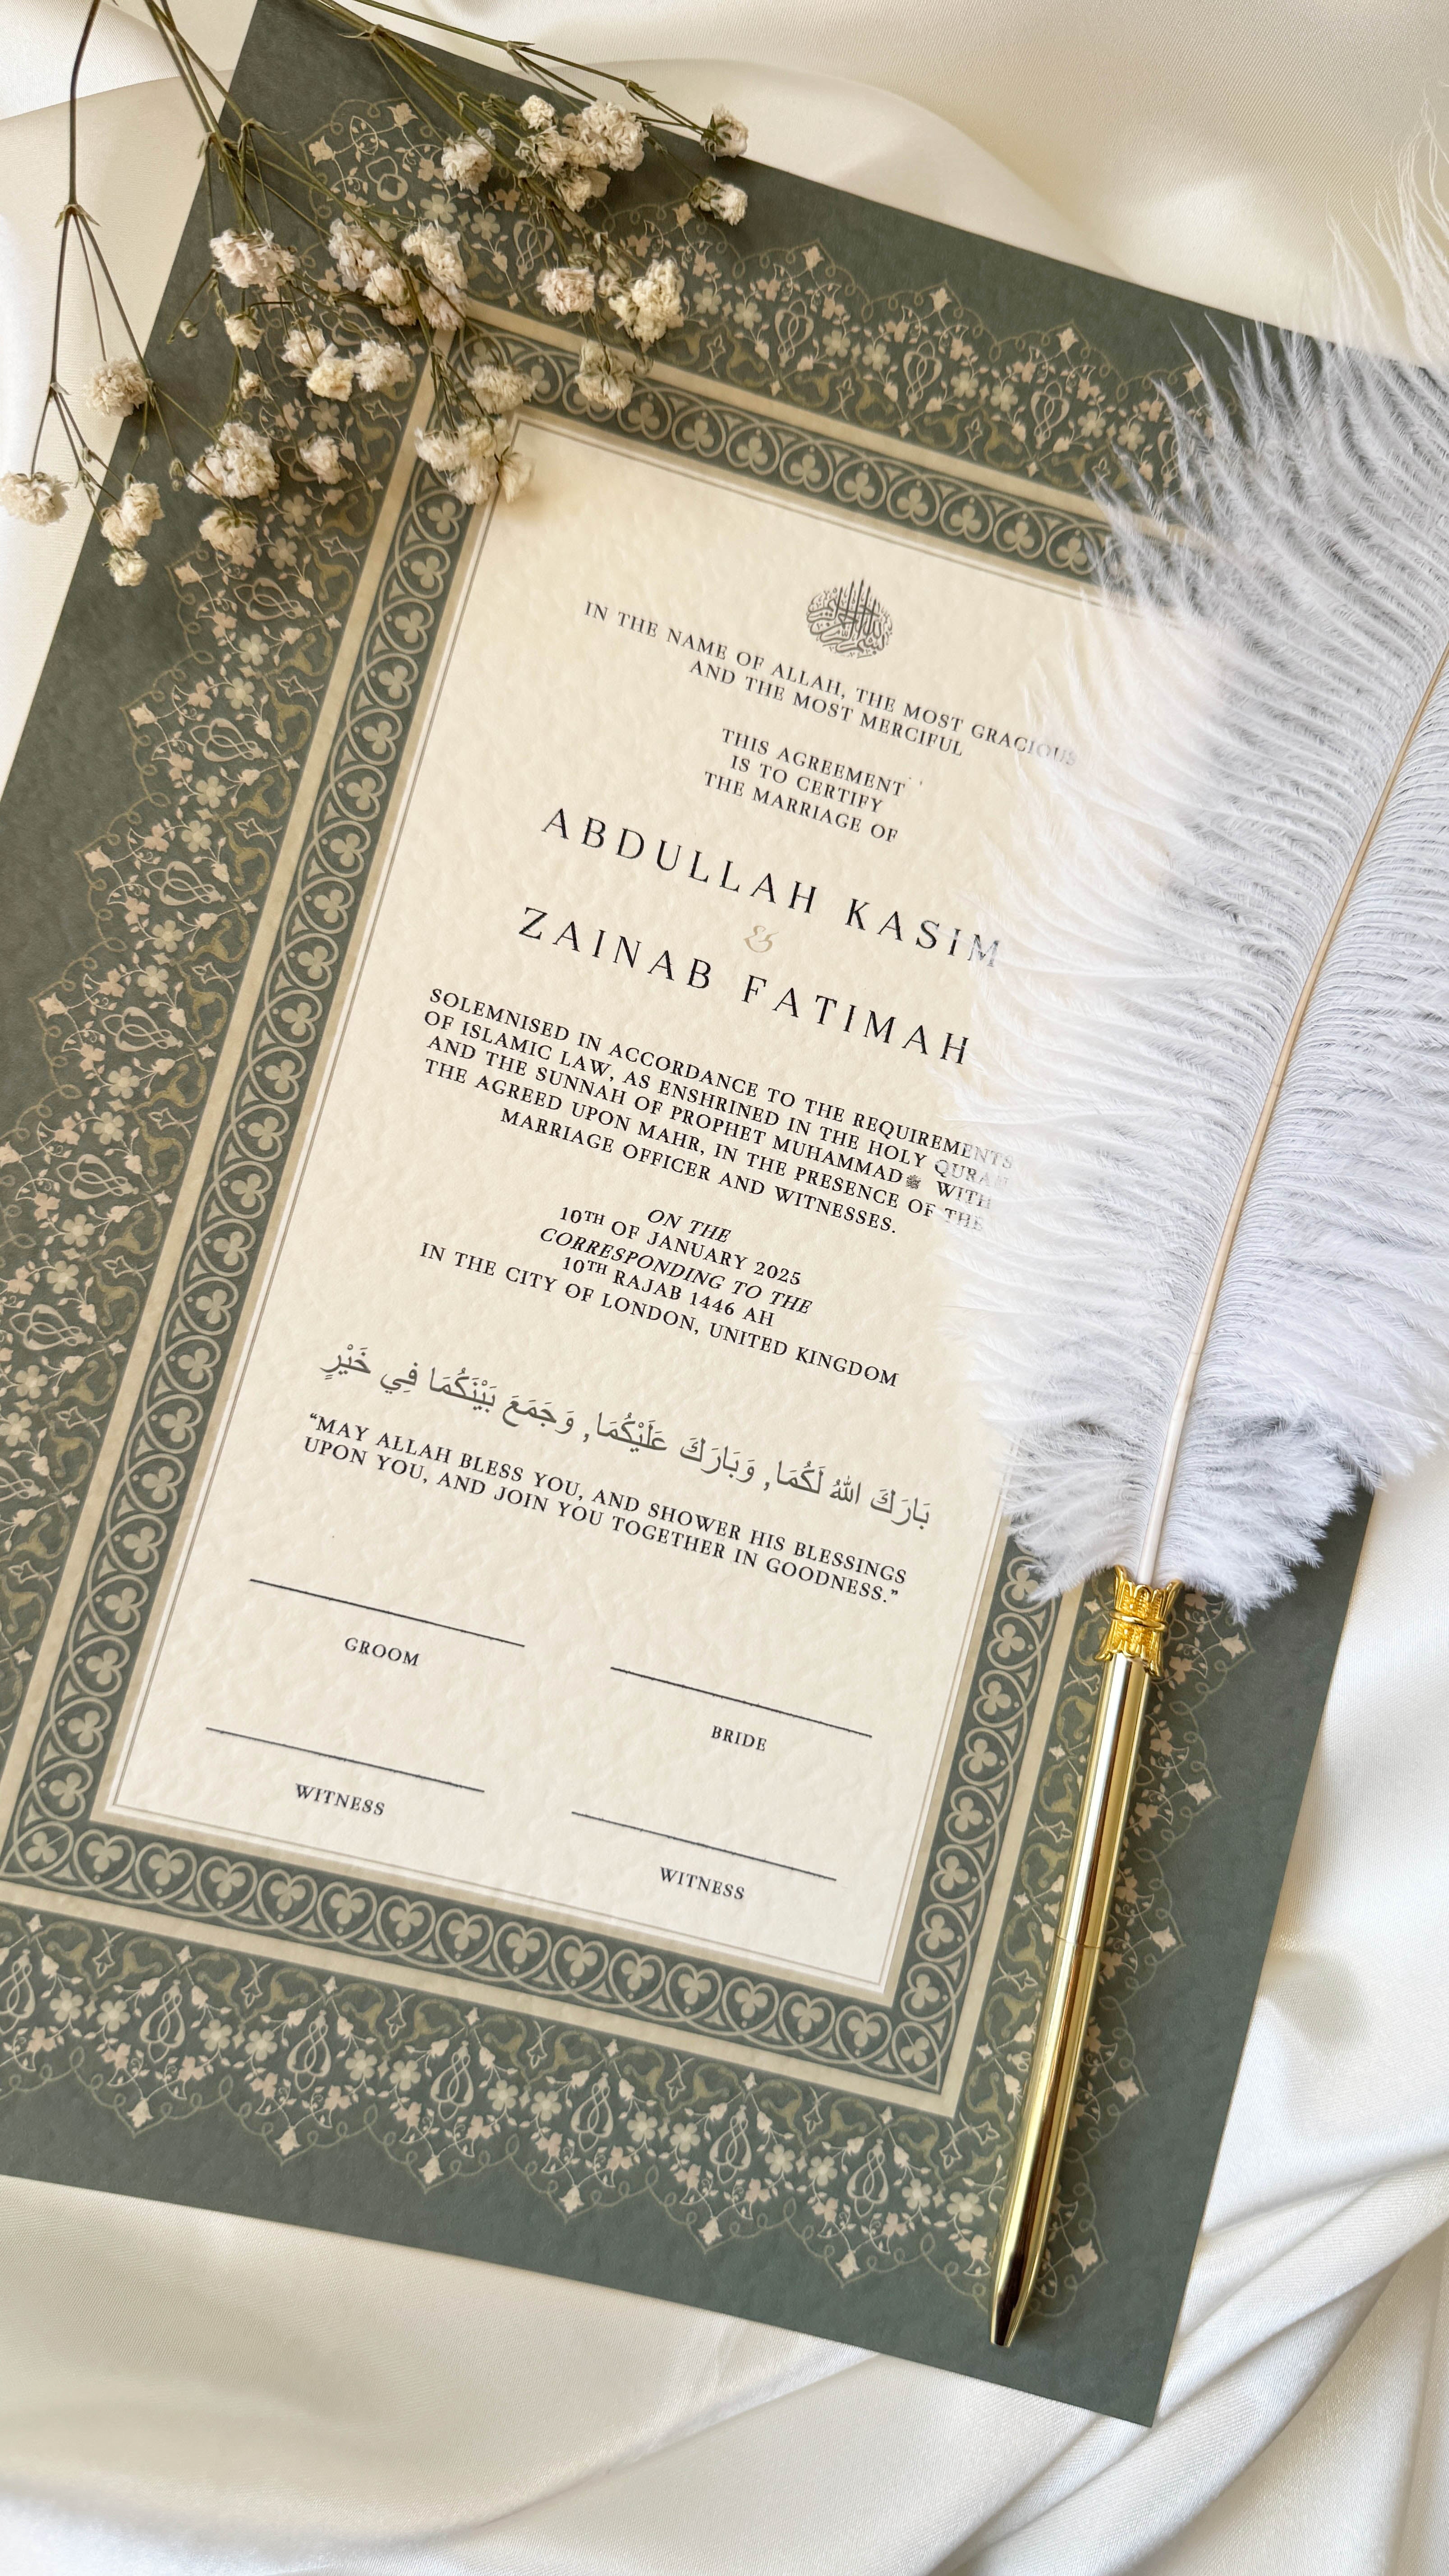 IN THE NAME OF ALLAH, THE MOST GRACIOUS
AND THE MOST MERCIFUL
THIS AGREEMENT
IS TO CERTIFY
THE MARRIAGE OF
ABDULLAH KASIM
&
ZAINAB FATIMAH
SOLEMNISED IN ACCORDANCE TO THE REQUIREMENTS
OF ISLAMIC LAW, AS ENSHRINED IN THE HOLY QURAN
AND THE SUNNAH OF PROPHET MUHAMMADﷺ WITH
THE AGREED UPON MAHR, IN THE PRESENCE OF THE
MARRIAGE OFFICER AND WITNESSES.
ON THE
10TH OF JANUARY 2025
CORRESPONDING TO THE
10TH RAJAB 1446 AH
IN THE CITY OF LONDON, UNITED KINGDOM
بَارَكَ اللهُ لَكُمَا, وَبَارَكَ عَلَيْكُمَا, وَجَمَعَ بَيْنَكُمَا فِي خَيْرٍ
“MAY ALLAH BLESS YOU, AND SHOWER HIS BLESSINGS
UPON YOU, AND JOIN YOU TOGETHER IN GOODNESS.”
GROOM
BRIDE
WITNESS
WITNESS